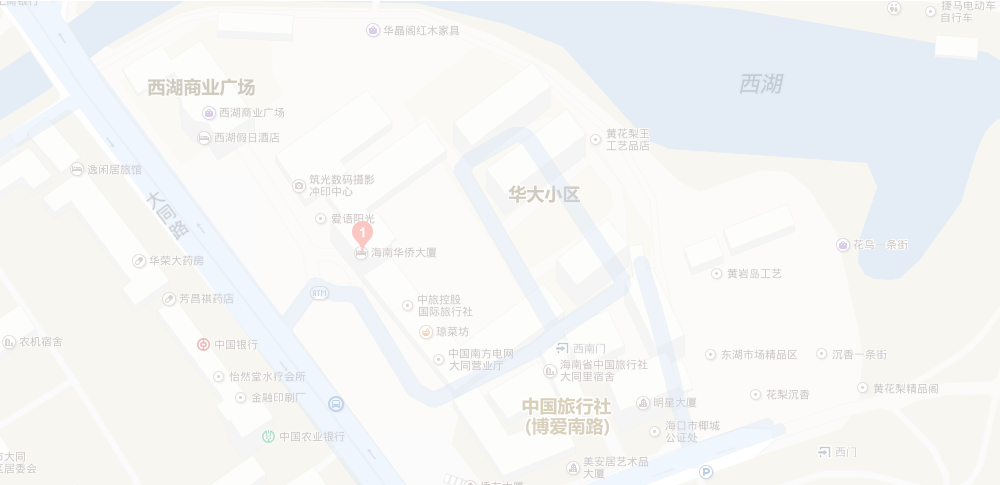 华晶阁红木家具
捷马电动车
自行车
西湖商业广场
西湖
西湖商业广场
西湖假日酒店
黄花梨王
工艺品店
逸闲居旅馆
筑光数码摄影
冲印中心
华大小区
大同路
爱语阳光
1
海南华侨大厦
花鸟一条街
华荣大药房
黄岩岛工艺
ATM
芳昌祺药店
中旅控股
国际旅行社
琼菜坊
农机宿舍
中国银行
西南门
中国南方电网
大同营业厅
东湖市场精品区
沉香一条街
海南省中国旅行社
大同里宿舍
怡然堂水疗会所
金融印刷厂
花梨沉香
黄花梨精品阁
中国旅行社
(博爱南路)
明星大厦
海口市椰城
公证处
中国农业银行
西门
市大同
区居委会
美安居艺术品
大厦
P